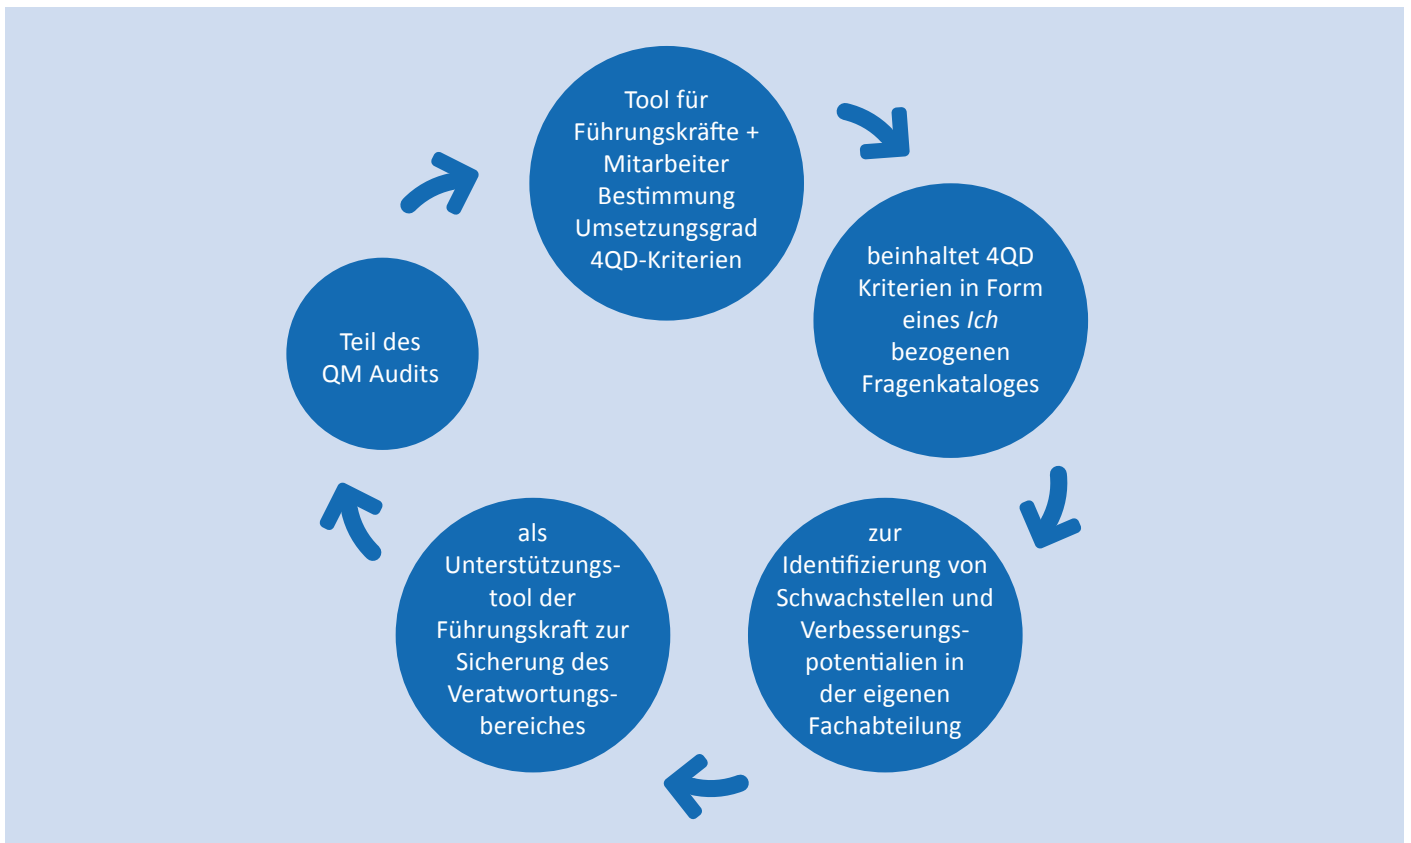 Tool für
Führungskräfte +
Mitarbeiter
Bestimmung
Umsetzungsgrad
4QD-Kriterien
beinhaltet 4QD
Kriterien in Form
eines Ich
bezogenen
Fragenkataloges
zur
Identifizierung von
Schwachstellen und
Verbesserungs-
potentialien in
der eigenen
Fachabteilung
als
Unterstützungs-
tool der
Führungskraft zur
Sicherung des
Veratwortungs-
bereiches
Teil des
QM Audits